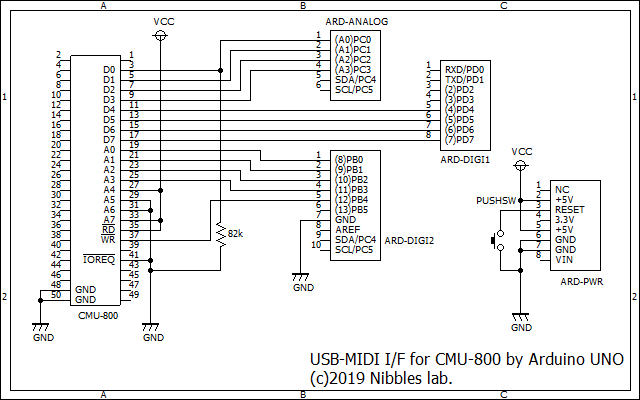 A B C
VCC
ARD-ANALOG
1 (A0)PC0
2 (A1)PC1
3 (A2)PC2
4 (A3)PC3
5 SDA/PC4
6 SCL/PC5
2 1
4 D0 3
6 D1 5
8 D2 7
10 D3 9
12 D4 11
14 D5 13
16 D6 15
18 D7 17
20 A0 19
22 A1 21
24 A2 23
26 A3 25
28 A4 27
30 A5 29
32 A6 31
34 A7 33
36 RD 35
38 WR 37
40 39
42 IOREQ 41
44 43
46 45
48 GND 47
50 GND 49
CMU-800
GND
GND
82k
1 RXD/PD0
2 TXD/PD1
3 (2)PD2
4 (3)PD3
5 (4)PD4
6 (5)PD5
7 (6)PD6
8 (7)PD7
ARD-DIGI1
1 (8)PB0
2 (9)PB1
3 (10)PB2
4 (11)PB3
5 (12)PB4
6 (13)PB5
7 GND
8 AREF
9 SDA/PC4
10 SCL/PC5
ARD-DIGI2
GND
VCC
PUSHSW
1 NC
2 +5V
3 RESET
4 3.3V
5 +5V
6 GND
7 GND
8 VIN
ARD-PWR
GND
1 1
2 2
USB-MIDI I/F for CMU-800 by Arduino UNO
(c)2019 Nibbles lab.
A B C